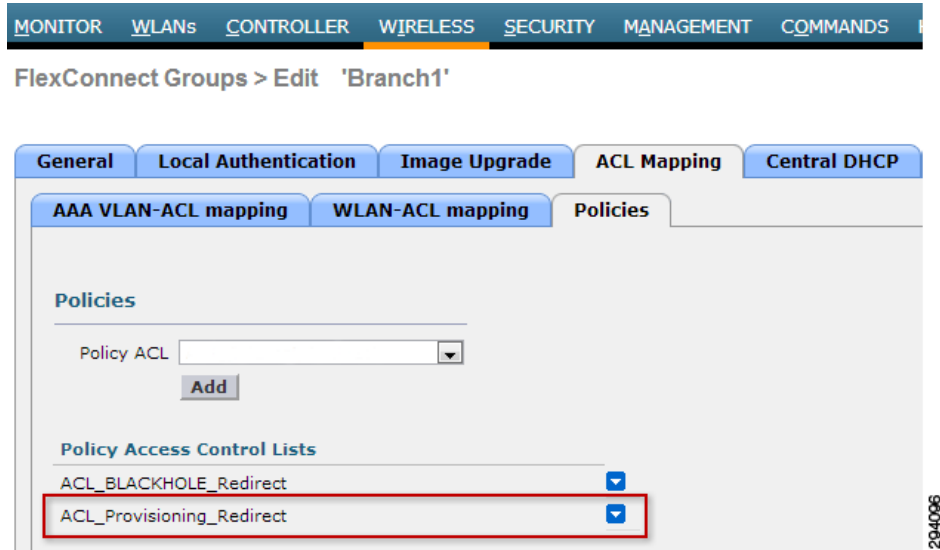 MONITOR WLANs CONTROLLER WIRELESS SECURITY MANAGEMENT COMMANDS
FlexConnect Groups > Edit 'Branch1'
General Local Authentication Image Upgrade ACL Mapping Central DHCP
AAA VLAN-ACL mapping WLAN-ACL mapping Policies
Policies
Policy ACL
Add
Policy Access Control Lists
ACL_BLACKHOLE_Redirect
ACL_Provisioning_Redirect
294096